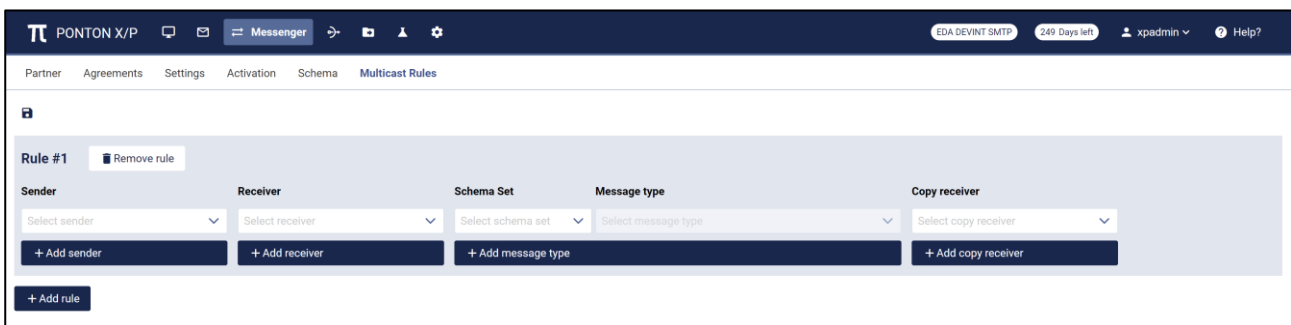 PONTON X/P Messenger EDA DEVINT SMTP 249 Days left xpadmin Help?
Partner Agreements Settings Activation Schema Multicast Rules
Rule #1 Remove rule
Sender Receiver Schema Set Message type Copy receiver
Select sender Select receiver Select schema set Select message type Select copy receiver
+ Add sender + Add receiver + Add message type + Add copy receiver
+ Add rule